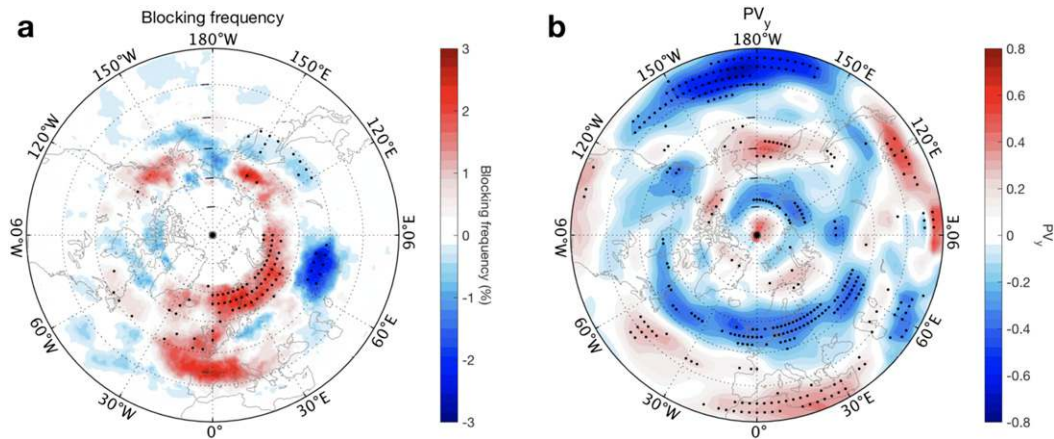 a
Blocking frequency
180°W
150°W
150°E
120°W
120°E
90°W
90°E
60°W
60°E
30°W
30°E
0°
3
2
1
0
-1
-2
-3
Blocking frequency (%)
b
PVy
180°W
150°W
150°E
120°W
120°E
90°W
90°E
60°W
60°E
30°W
30°E
0°
0.8
0.6
0.4
0.2
0
-0.2
-0.4
-0.6
-0.8
PVy